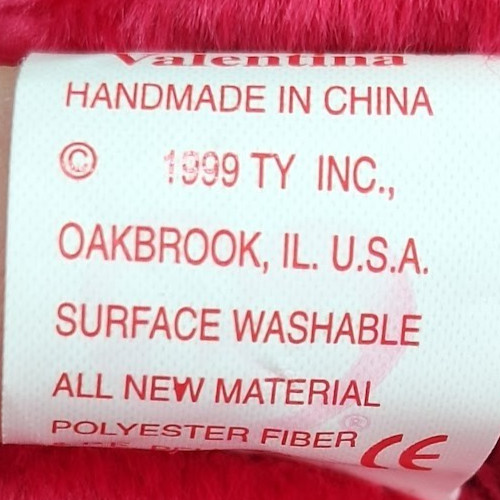 Valentina
HANDMADE IN CHINA
© 1999 TY INC.,
OAKBROOK, IL. U.S.A.
SURFACE WASHABLE
ALL NEW MATERIAL
POLYESTER FIBER
® CE